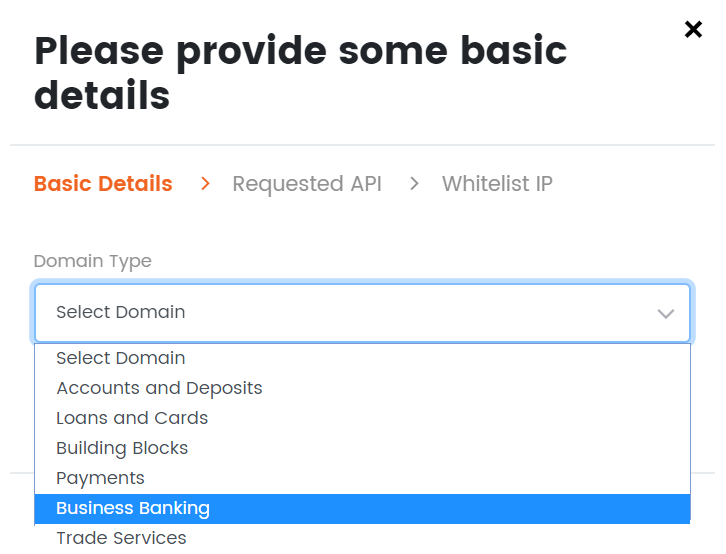 Please provide some basic
details
Basic Details > Requested API > Whitelist IP
Domain Type
Select Domain
Select Domain
Accounts and Deposits
Loans and Cards
Building Blocks
Payments
Business Banking
Trade Services